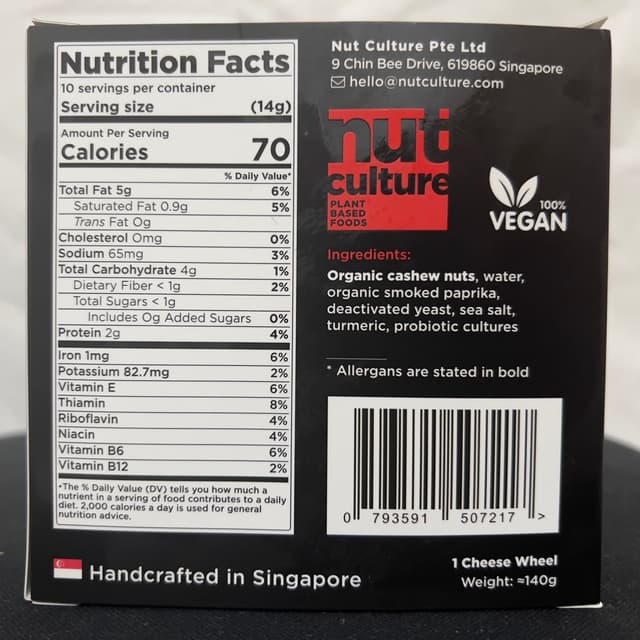 Nutrition Facts
10 servings per container
Serving size (14g)
Amount Per Serving
Calories 70
% Daily Value*
Total Fat 5g 6%
Saturated Fat 0.9g 5%
Trans Fat Og
Cholesterol Omg 0%
Sodium 65mg 3%
Total Carbohydrate 4g 1%
Dietary Fiber < 1g 2%
Total Sugars < 1g
Includes Og Added Sugars 0%
Protein 2g 4%
Iron 1mg 6%
Potassium 82.7mg 2%
Vitamin E 6%
Thiamin 8%
Riboflavin 4%
Niacin 4%
Vitamin B6 6%
Vitamin B12 2%
*The % Daily Value (DV) tells you how much a
nutrient in a serving of food contributes to a daily
diet. 2,000 calories a day is used for general
nutrition advice.
Nut Culture Pte Ltd
9 Chin Bee Drive, 619860 Singapore
hello@nutculture.com
nut
culture
PLANT
BASED
FOODS
100%
VEGAN
Ingredients:
Organic cashew nuts, water,
organic smoked paprika,
deactivated yeast, sea salt,
turmeric, probiotic cultures
* Allergans are stated in bold
0 793591 507217 >
Handcrafted in Singapore
1 Cheese Wheel
Weight: ≈140g